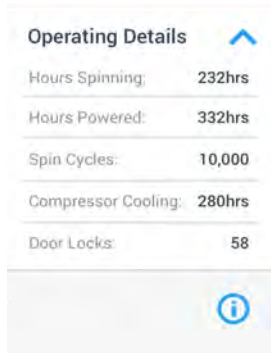 Operating Details
Hours Spinning: 232hrs
Hours Powered: 332hrs
Spin Cycles: 10,000
Compressor Cooling: 280hrs
Door Locks: 58